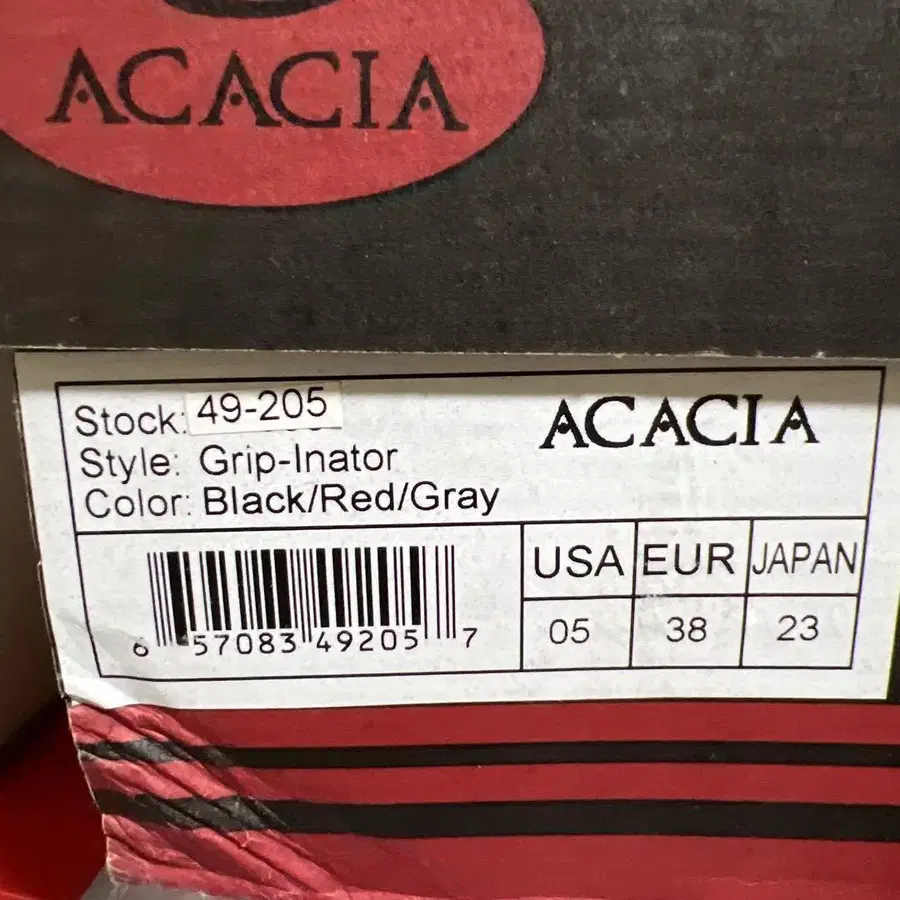 ACACIA
Stock: 49-205
Style: Grip-Inator
Color: Black/Red/Gray
ACACIA
6 57083 49205 7
USA EUR JAPAN
05 38 23